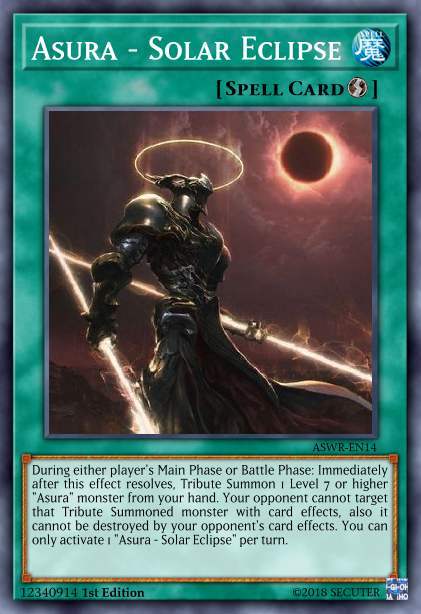 ASURA - SOLAR ECLIPSE 魔
[SPELL CARD]
ASWR-EN14
During either player's Main Phase or Battle Phase: Immediately
after this effect resolves, Tribute Summon 1 Level 7 or higher
"Asura" monster from your hand. Your opponent cannot target
that Tribute Summoned monster with card effects, also it
cannot be destroyed by your opponent's card effects. You can
only activate 1 "Asura - Solar Eclipse" per turn.
12340914 1st Edition ©2018 SECUTER